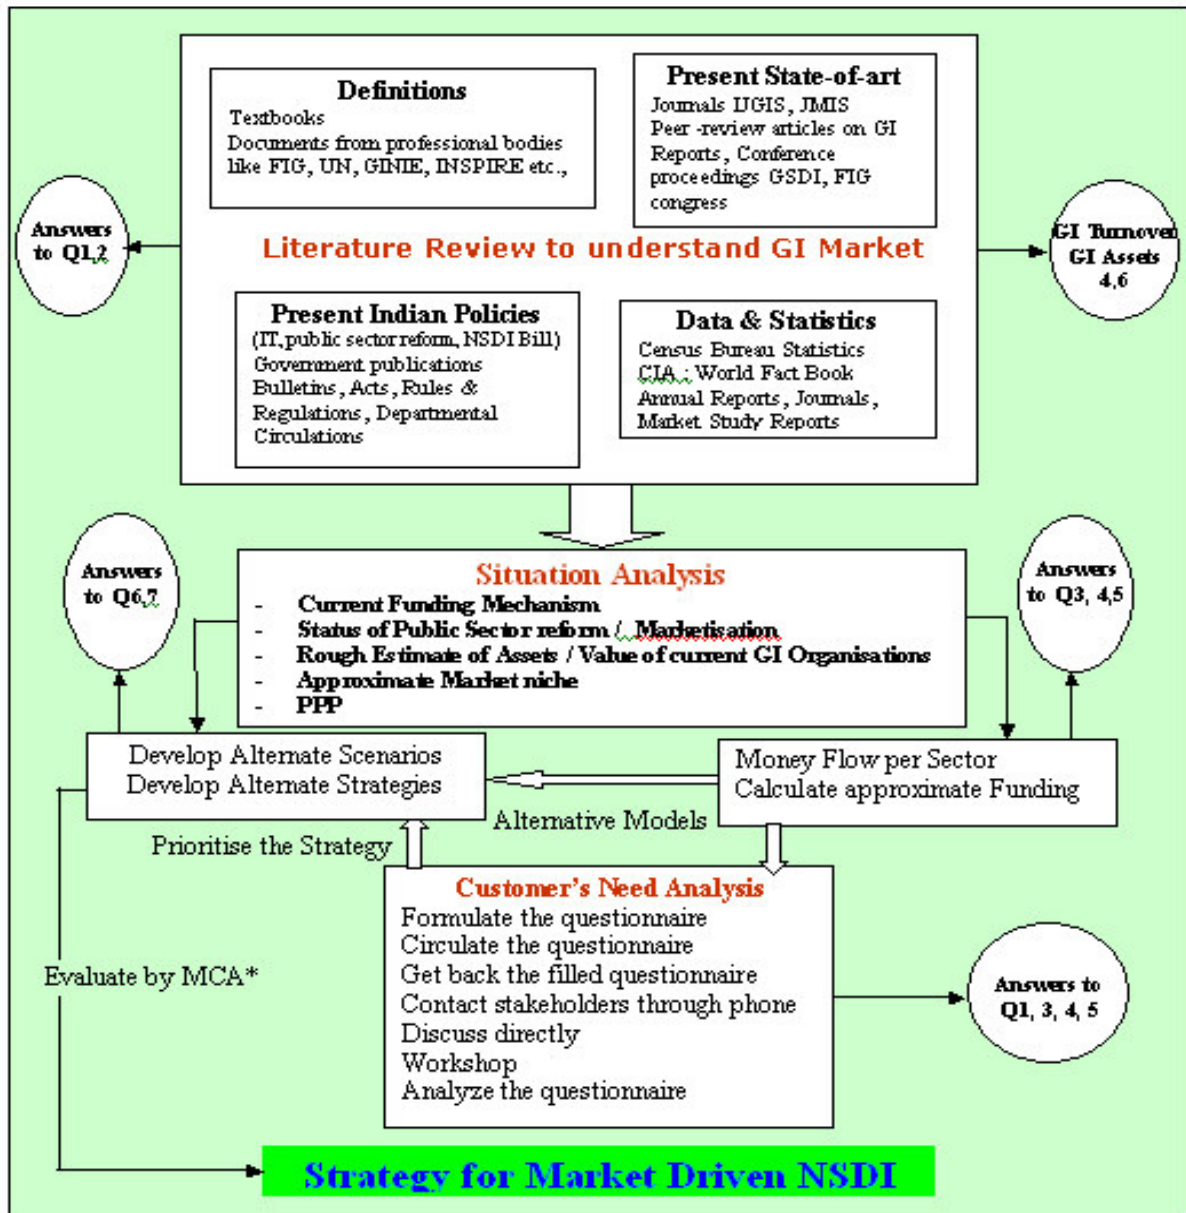 Definitions
Textbooks
Documents from professional bodies
like FIG, UN, GINIE, INSPIRE etc.,
Present State-of-art
Journals IJGIS, JMIS
Peer -review articles on GI
Reports, Conference
proceedings GSDI, FIG
congress
Answers
to Q1,2
Literature Review to understand GI Market
GI Turnover
GI Assets
4,6
Present Indian Policies
(IT, public sector reform, NSDI Bill)
Government publications
Bulletins, Acts, Rules &
Regulations, Departmental
Circulations
Data & Statistics
Census Bureau Statistics
CIA : World Fact Book
Annual Reports, Journals,
Market Study Reports
Answers
to Q6,7
Situation Analysis
- Current Funding Mechanism
- Status of Public Sector reform / Marketisation
- Rough Estimate of Assets / Value of current GI Organisations
- Approximate Market niche
- PPP
Answers
to Q3, 4,5
Develop Alternate Scenarios
Develop Alternate Strategies
Money Flow per Sector
Calculate approximate Funding
Alternative Models
Prioritise the Strategy
Customer's Need Analysis
Formulate the questionnaire
Circulate the questionnaire
Get back the filled questionnaire
Contact stakeholders through phone
Discuss directly
Workshop
Analyze the questionnaire
Evaluate by MCA*
Answers to
Q1, 3, 4, 5
Strategy for Market Driven NSDI